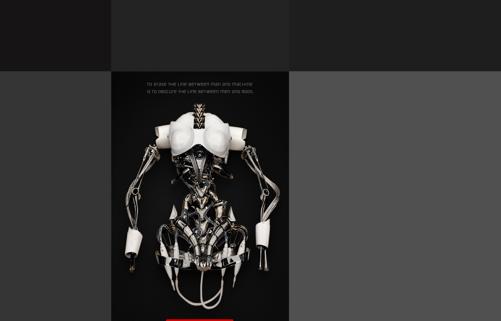 TO ERASE THE LINE BETWEEN MAN AND MACHINE
IS TO OBSCURE THE LINE BETWEEN MEN AND GODS.